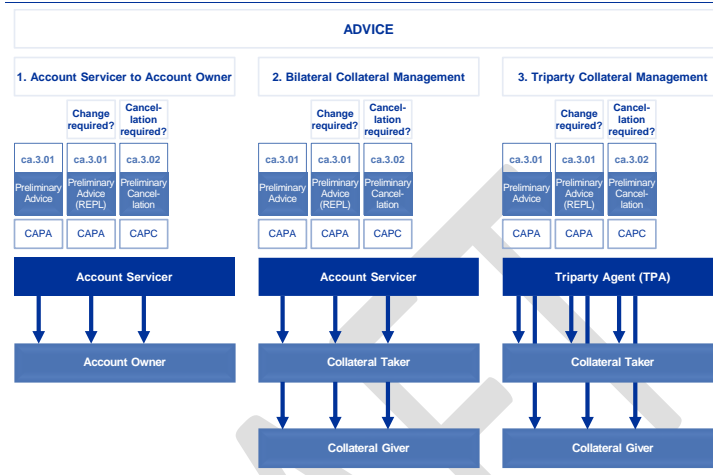 ADVICE
1. Account Servicer to Account Owner
2. Bilateral Collateral Management
3. Triparty Collateral Management
Change
required?
Cancel-
lation
required?
Change
required?
Cancel-
lation
required?
Change
required?
Cancel-
lation
required?
ca.3.01
ca.3.01
ca.3.02
ca.3.01
ca.3.01
ca.3.02
ca.3.01
ca.3.01
ca.3.02
Preliminary
Advice
Preliminary
Advice
(REPL)
Preliminary
Cancel-
lation
Preliminary
Advice
Preliminary
Advice
(REPL)
Preliminary
Cancel-
lation
Preliminary
Advice
Preliminary
Advice
(REPL)
Preliminary
Cancel-
lation
CAPA
CAPA
CAPC
CAPA
CAPA
CAPC
CAPA
CAPA
CAPC
Account Servicer
Account Servicer
Triparty Agent (TPA)
Account Owner
Collateral Taker
Collateral Taker
Collateral Giver
Collateral Giver